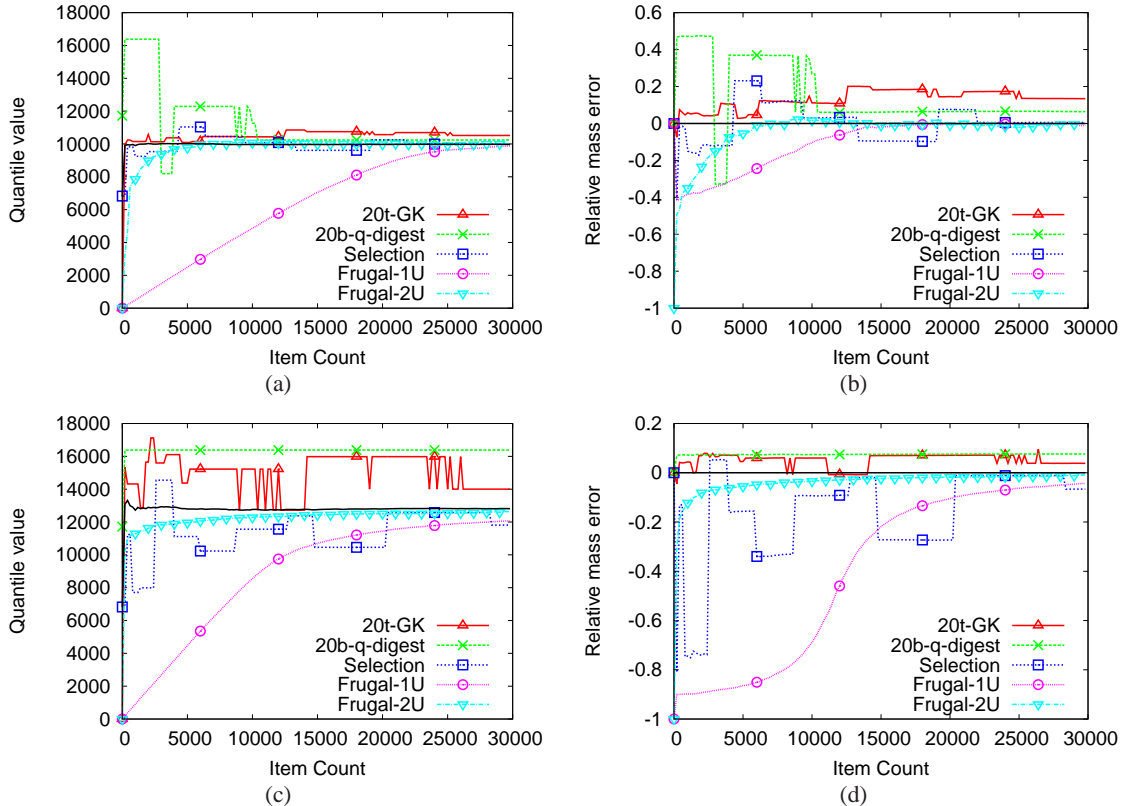 18000
16000
14000
12000
10000
8000
6000
4000
2000
0
Quantile value
20t-GK
20b-q-digest
Selection
Frugal-1U
Frugal-2U
0 5000 10000 15000 20000 25000 30000
Item Count
(a)
0.6
0.4
0.2
0
-0.2
-0.4
-0.6
-0.8
-1
Relative mass error
20t-GK
20b-q-digest
Selection
Frugal-1U
Frugal-2U
0 5000 10000 15000 20000 25000 30000
Item Count
(b)
18000
16000
14000
12000
10000
8000
6000
4000
2000
0
Quantile value
20t-GK
20b-q-digest
Selection
Frugal-1U
Frugal-2U
0 5000 10000 15000 20000 25000 30000
Item Count
(c)
0.2
0
-0.2
-0.4
-0.6
-0.8
-1
Relative mass error
20t-GK
20b-q-digest
Selection
Frugal-1U
Frugal-2U
0 5000 10000 15000 20000 25000 30000
Item Count
(d)